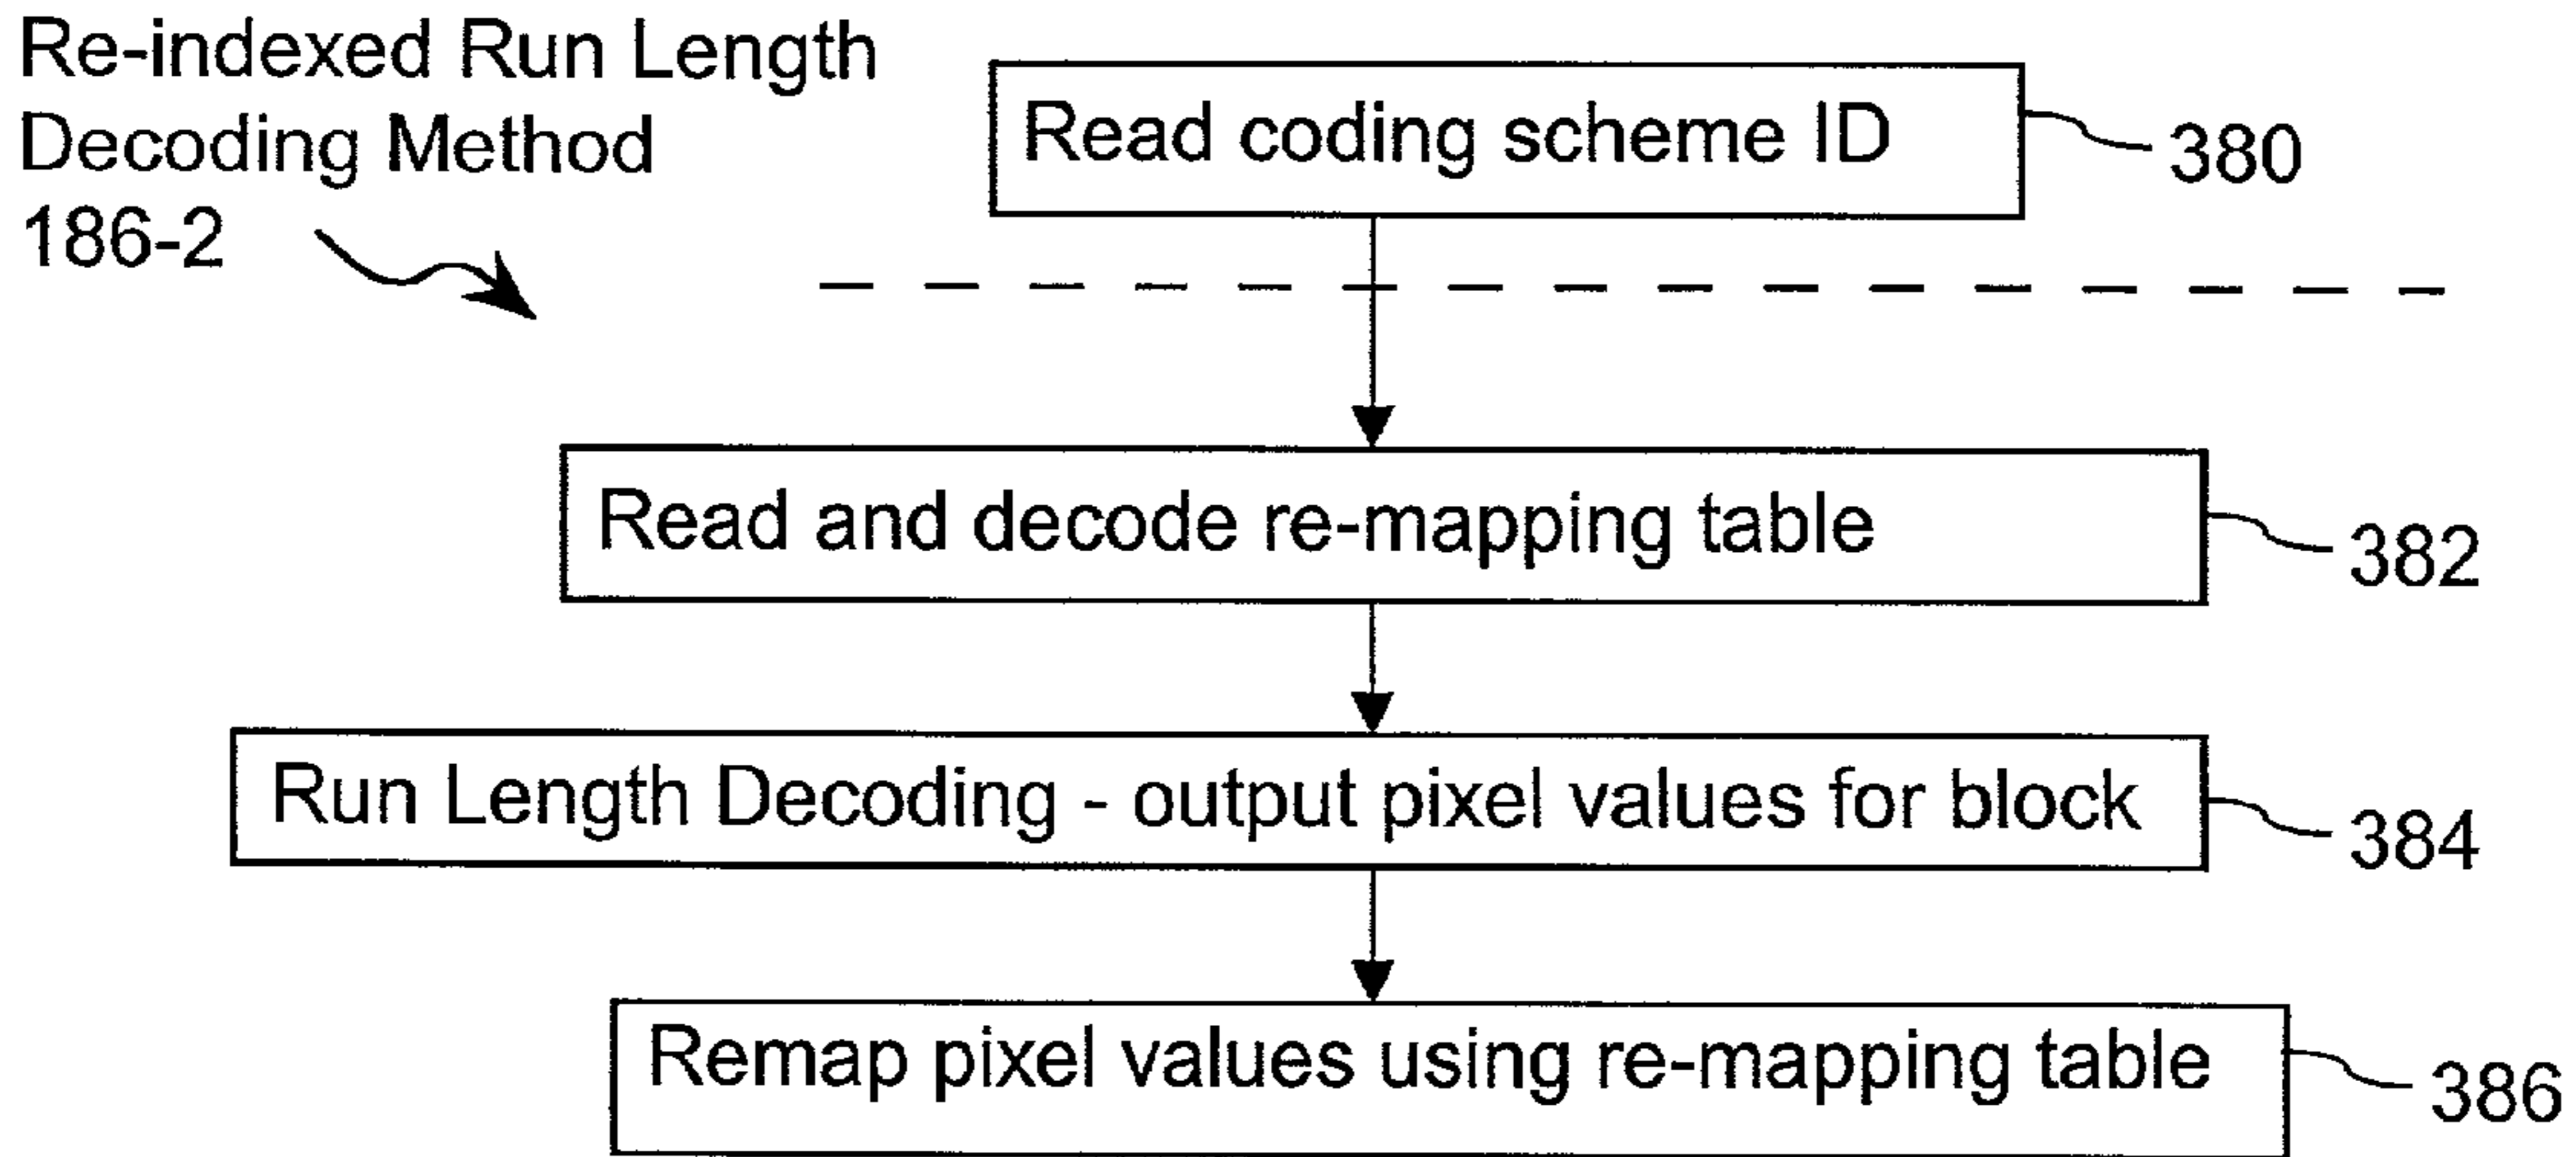 Re-indexed Run Length
Decoding Method
186-2
Read coding scheme ID
380
Read and decode re-mapping table
382
Run Length Decoding - output pixel values for block
384
Remap pixel values using re-mapping table
386